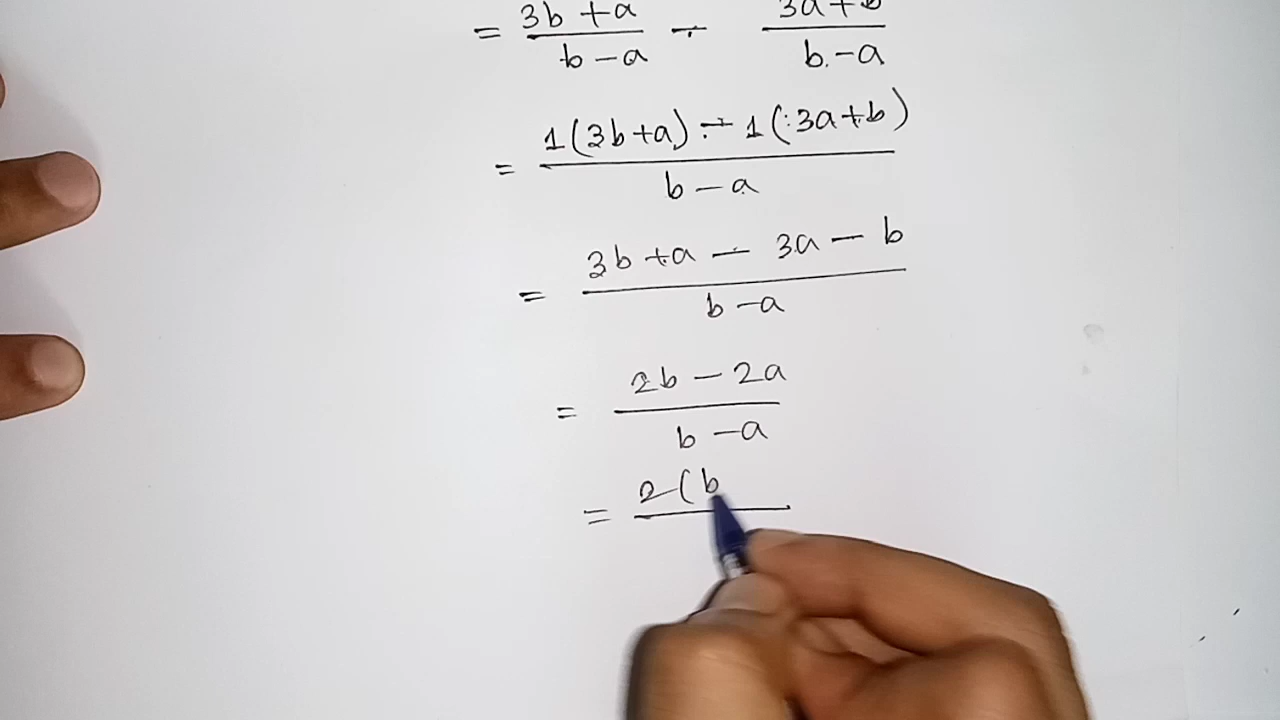 = (3b + a)/(b - a) - (3a + b)/(b - a)
= (1(3b + a) - 1(3a + b))/(b - a)
= (3b + a - 3a - b)/(b - a)
= (2b - 2a)/(b - a)
= 2(b